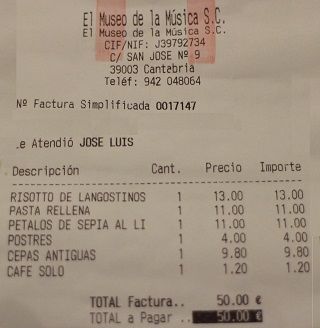 El Museo de la Música S.C.
El Museo de la Música S.C.
CIF/NIF: J39792734
C/ SAN JOSE Nº 9
39003 Cantabria
Teléf: 942 048064
Nº Factura Simplificada 0017147
.e Atendió JOSE LUIS
Descripción Cant. Precio Importe
RISOTTO DE LANGOSTINOS 1 13.00 13.00
PASTA RELLENA 1 11.00 11.00
PETALOS DE SEPIA AL LI 1 11.00 11.00
POSTRES 1 4.00 4.00
CEPAS ANTIGUAS 1 9.80 9.80
CAFE SOLO 1 1.20 1.20
TOTAL Factura.. 50.00 €
TOTAL a Pagar .. 50.00 €